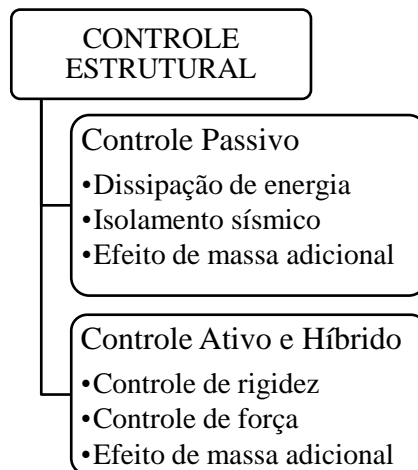 CONTROLE
ESTRUTURAL
Controle Passivo
•Dissipação de energia
•Isolamento sísmico
•Efeito de massa adicional
Controle Ativo e Híbrido
•Controle de rigidez
•Controle de força
•Efeito de massa adicional